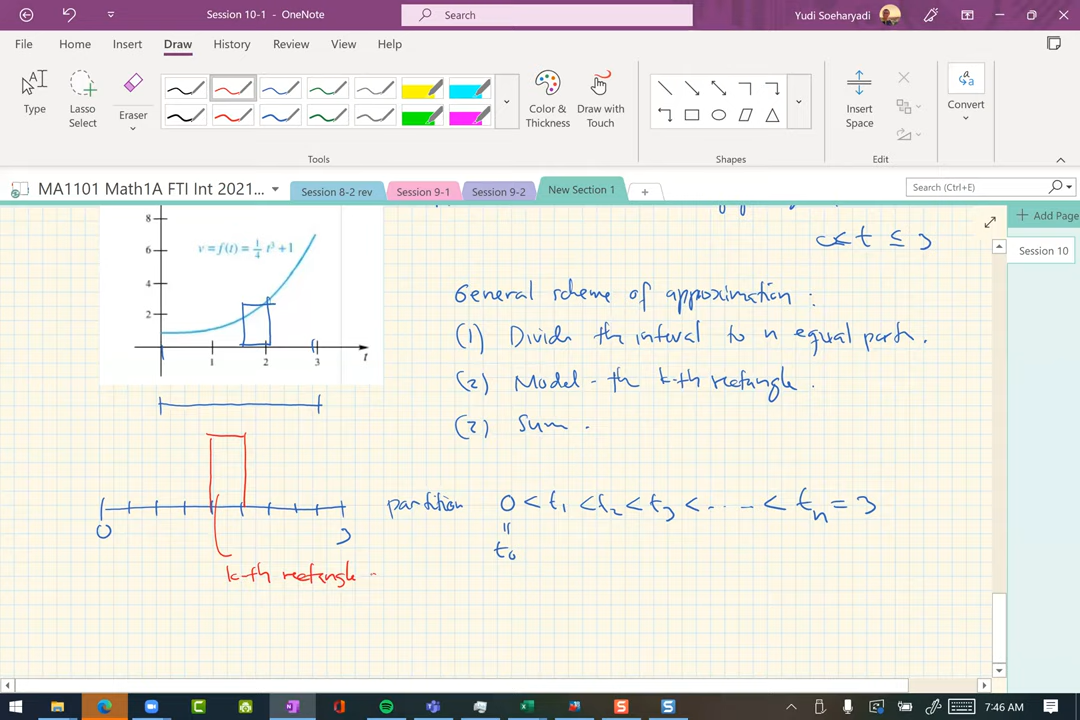 Session 10-1 - OneNote
Search
Yudi Soeharyadi
File Home Insert Draw History Review View Help
Type
Lasso Select
Eraser
Color & Thickness
Draw with Touch
Insert Space
Convert
Tools
Shapes
Edit
MA1101 Math1A FTI Int 2021...
Session 8-2 rev
Session 9-1
Session 9-2
New Section 1
+
Search (Ctrl+E)
Add Page
Session 10
t ≤ 3
8
6
4
2
v = f(t) = 1/4 t³ + 1
1 2 3 t
General scheme of approximation :
(1) Divide th interval to n equal parts.
(2) Model - th k-th rectangle.
(2) Sum .
0 3
k-th rectangle -
partition 0 < t₁ < t₂ < t₃ < ..... < tₙ = 3
=
t₀
7:46 AM